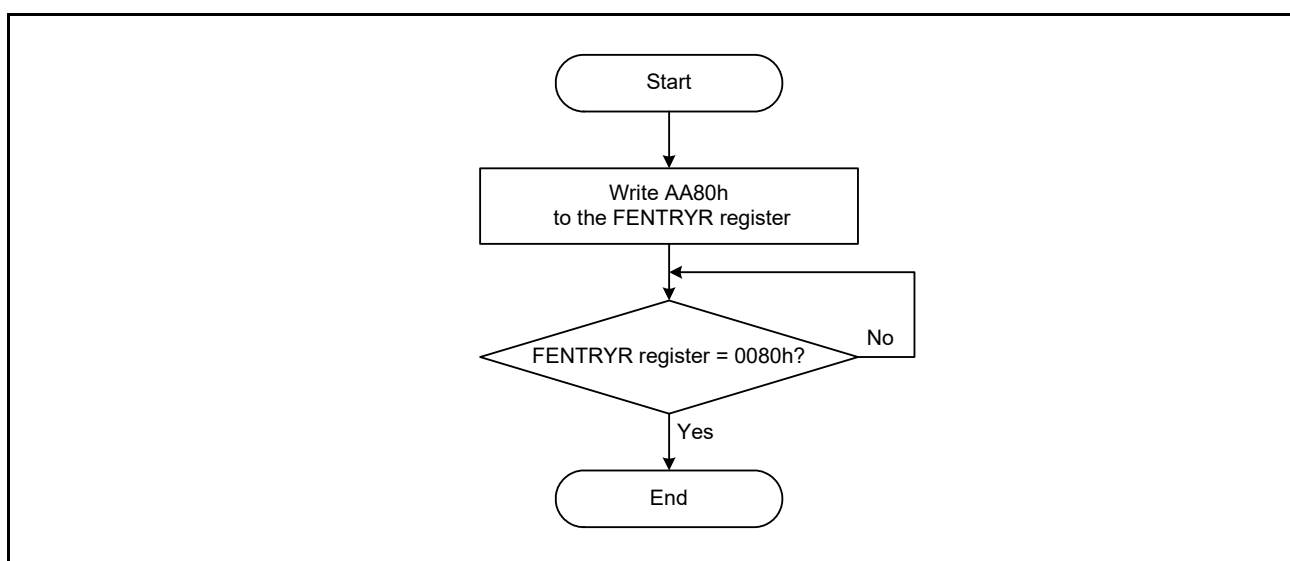 Start
Write AA80h
to the FENTRYR register
FENTRYR register = 0080h?
No
Yes
End